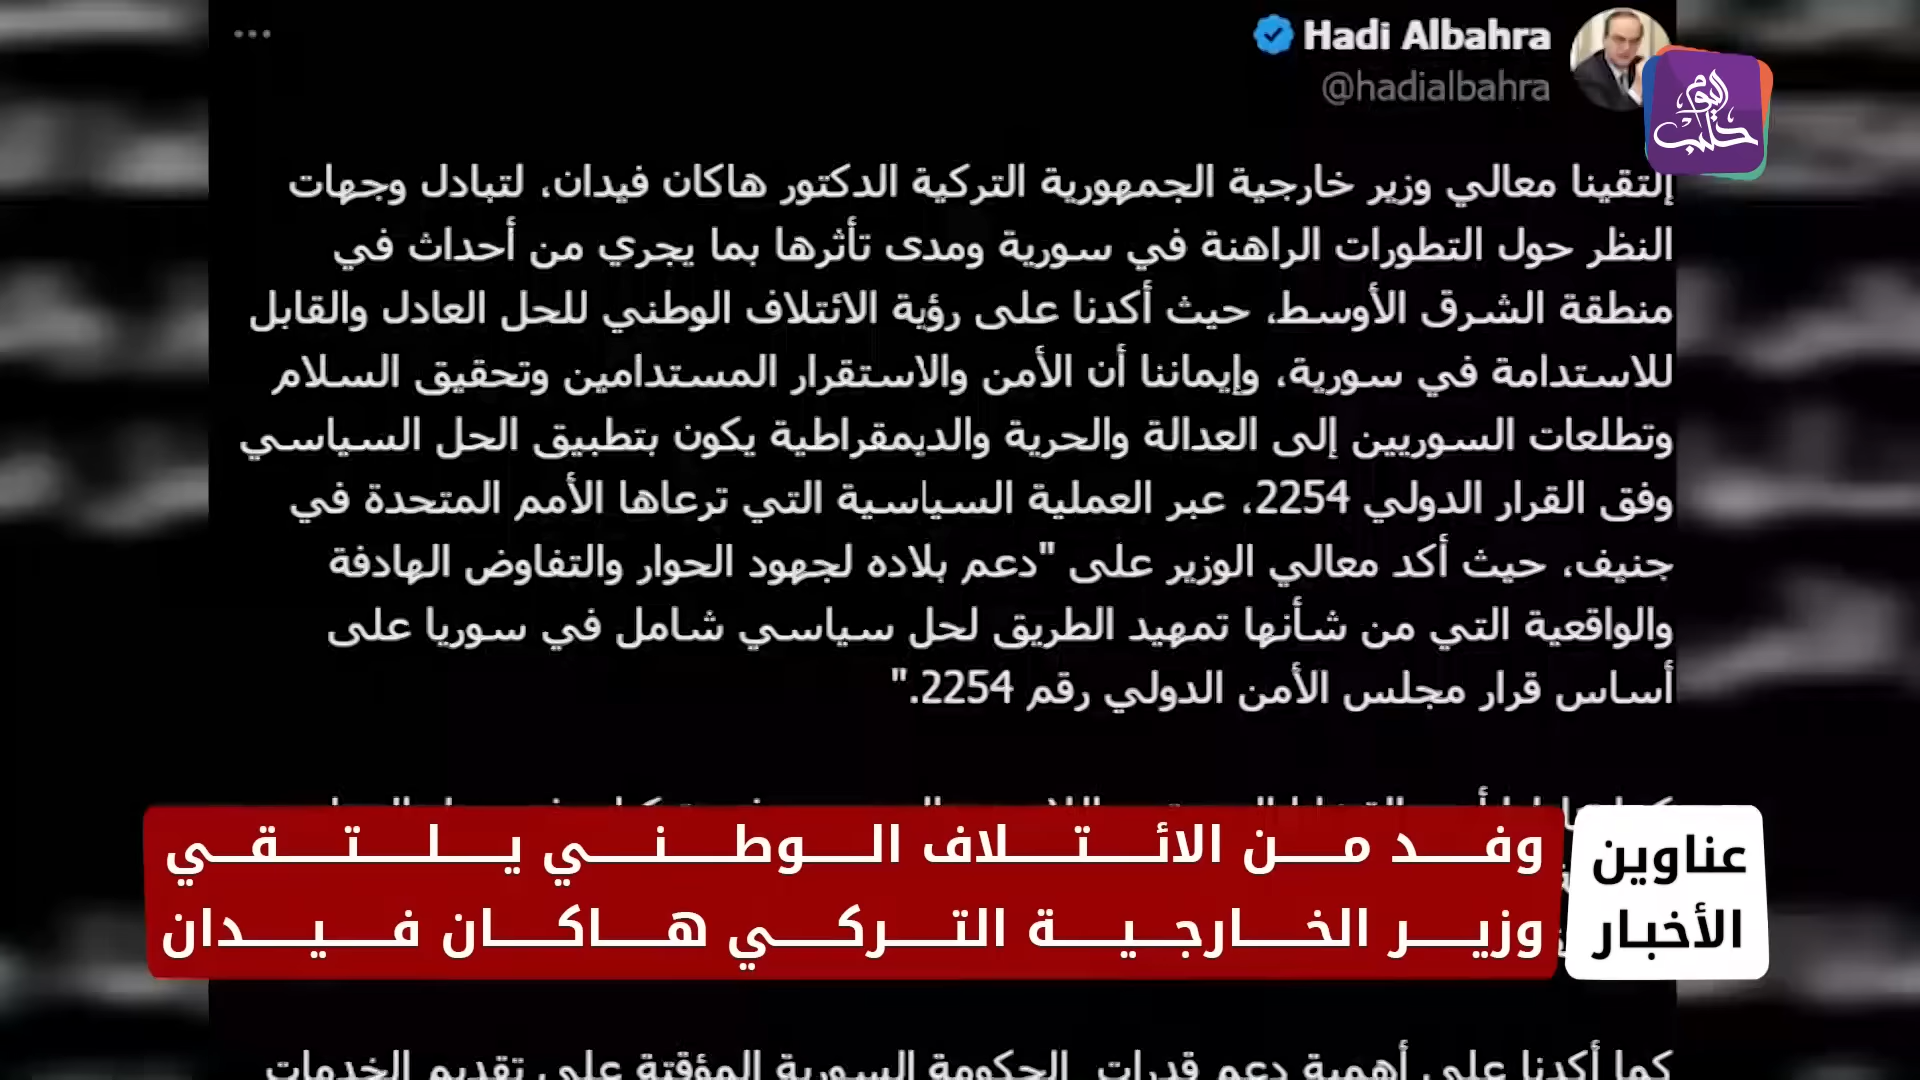 Hadi Albahra
@hadialbahra
حلب اليوم
إلتقينا معالي وزير خارجية الجمهورية التركية الدكتور هاكان فيدان، لتبادل وجهات
النظر حول التطورات الراهنة في سورية ومدى تأثرها بما يجري من أحداث في
منطقة الشرق الأوسط، حيث أكدنا على رؤية الائتلاف الوطني للحل العادل والقابل
للاستدامة في سورية، وإيماننا أن الأمن والاستقرار المستدامين وتحقيق السلام
وتطلعات السوريين إلى العدالة والحرية والديمقراطية يكون بتطبيق الحل السياسي
وفق القرار الدولي 2254، عبر العملية السياسية التي ترعاها الأمم المتحدة في
جنيف، حيث أكد معالي الوزير على "دعم بلاده لجهود الحوار والتفاوض الهادفة
والواقعية التي من شأنها تمهيد الطريق لحل سياسي شامل في سوريا على
أساس قرار مجلس الأمن الدولي رقم 2254."
عناوين
الأخبار
وفد من الائتلاف الوطني يلتقي
وزير الخارجية التركي هاكان فيدان
كما أكدنا على أهمية دعم قدرات الحكومة السورية المؤقتة على تقديم الخدمات